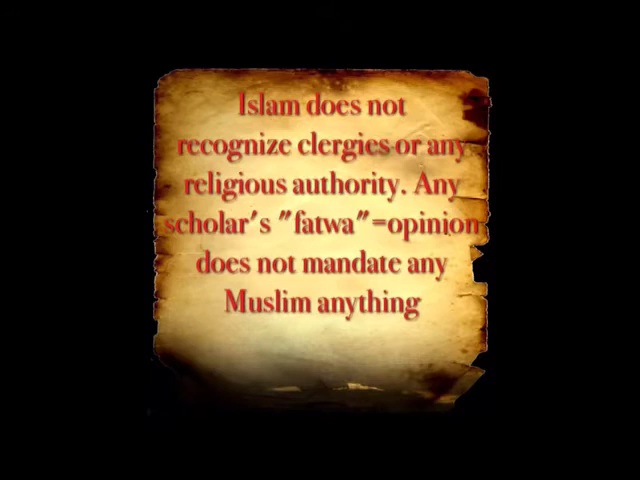 Islam does not
recognize clergies or any
religious authority. Any
scholar's "fatwa"=opinion
does not mandate any
Muslim anything